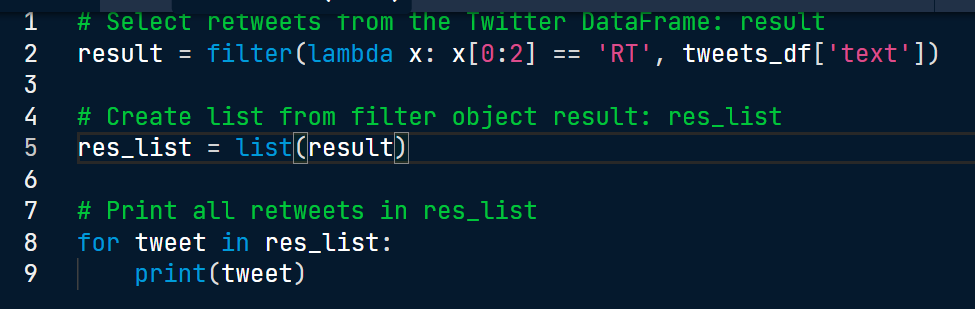 1 # Select retweets from the Twitter DataFrame: result
2 result = filter(lambda x: x[0:2] == 'RT', tweets_df['text'])
3
4 # Create list from filter object result: res_list
5 res_list = list(result)
6
7 # Print all retweets in res_list
8 for tweet in res_list:
9     print(tweet)